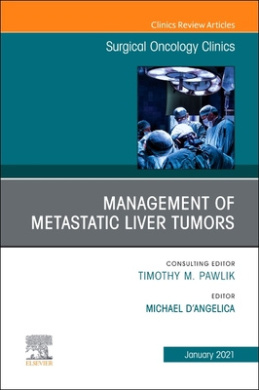 Clinics Review Articles
Surgical Oncology Clinics
MANAGEMENT OF
METASTATIC LIVER TUMORS
CONSULTING EDITOR
TIMOTHY M. PAWLIK
EDITOR
MICHAEL D'ANGELICA
ELSEVIER
January 2021